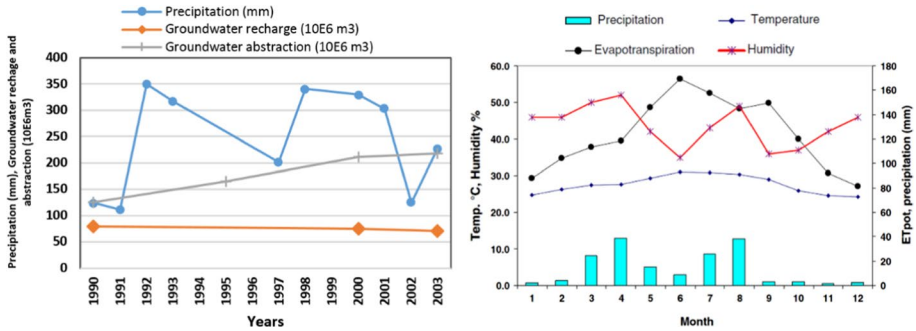 Precipitation (mm)
Groundwater recharge (10E6 m3)
Groundwater abstraction (10E6 m3)
Precipitation (mm), Groundwater rechage and
abstraction (10E6m3)
400
350
300
250
200
150
100
50
0
1990 1991 1992 1993 1997 1998 2000 2001 2002 2003
Years
Precipitation Temperature
Evapotranspiration Humidity
Temp. °C, Humidity %
60.0
50.0
40.0
30.0
20.0
10.0
0.0
1 2 3 4 5 6 7 8 9 10 11 12
Month
180
160
140
120
100
80
60
40
20
0
ETpot, precipitation (mm)